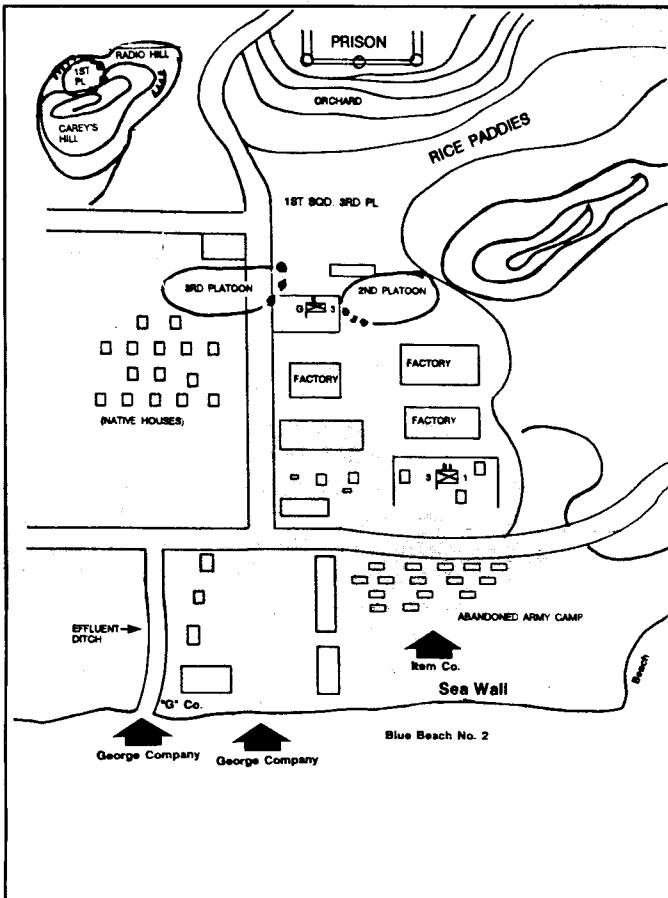 PRISON
RADIO HILL
1ST
PL
ORCHARD
CAREY'S
HILL
RICE PADDIES
1ST SQD. 3RD PL
3RD PLATOON
2ND PLATOON
G 3
FACTORY
FACTORY
FACTORY
(NATIVE HOUSES)
3 1
ABANDONED ARMY CAMP
EFFLUENT
DITCH
Item Co.
Beach
Sea Wall
"G" Co.
Blue Beach No. 2
George Company
George Company